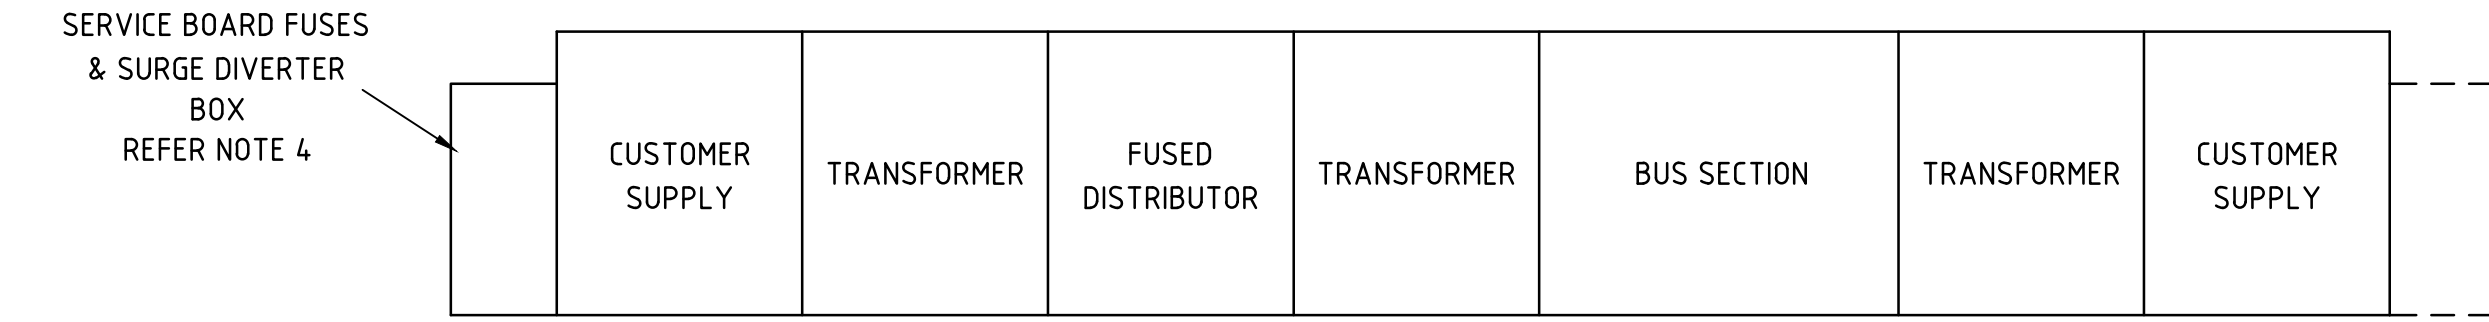 SERVICE BOARD FUSES
& SURGE DIVERTER
BOX
REFER NOTE 4
CUSTOMER
SUPPLY
TRANSFORMER
FUSED
DISTRIBUTOR
TRANSFORMER
BUS SECTION
TRANSFORMER
CUSTOMER
SUPPLY